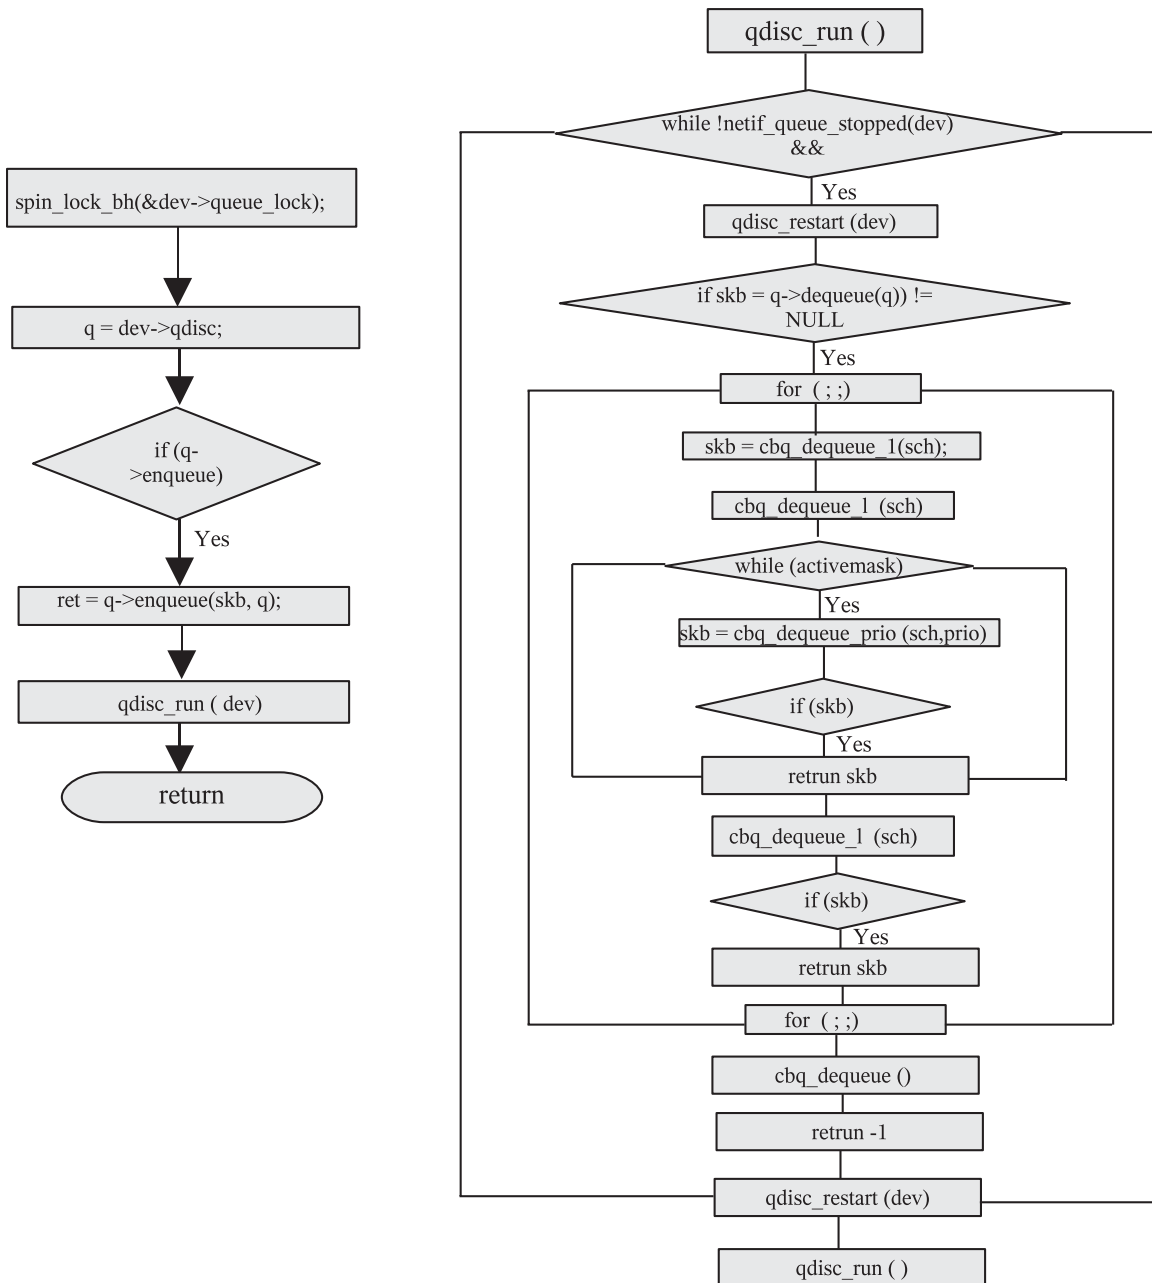 spin_lock_bh(&dev->queue_lock);
q = dev->qdisc;
if (q-
>enqueue)
Yes
ret = q->enqueue(skb, q);
qdisc_run ( dev)
return
qdisc_run ( )
while !netif_queue_stopped(dev)
&&
Yes
qdisc_restart (dev)
if skb = q->dequeue(q)) !=
NULL
Yes
for ( ; ;)
skb = cbq_dequeue_1(sch);
cbq_dequeue_l (sch)
while (activemask)
Yes
skb = cbq_dequeue_prio (sch,prio)
if (skb)
Yes
retrun skb
cbq_dequeue_l (sch)
if (skb)
Yes
retrun skb
for ( ; ;)
cbq_dequeue ()
retrun -1
qdisc_restart (dev)
qdisc_run ( )